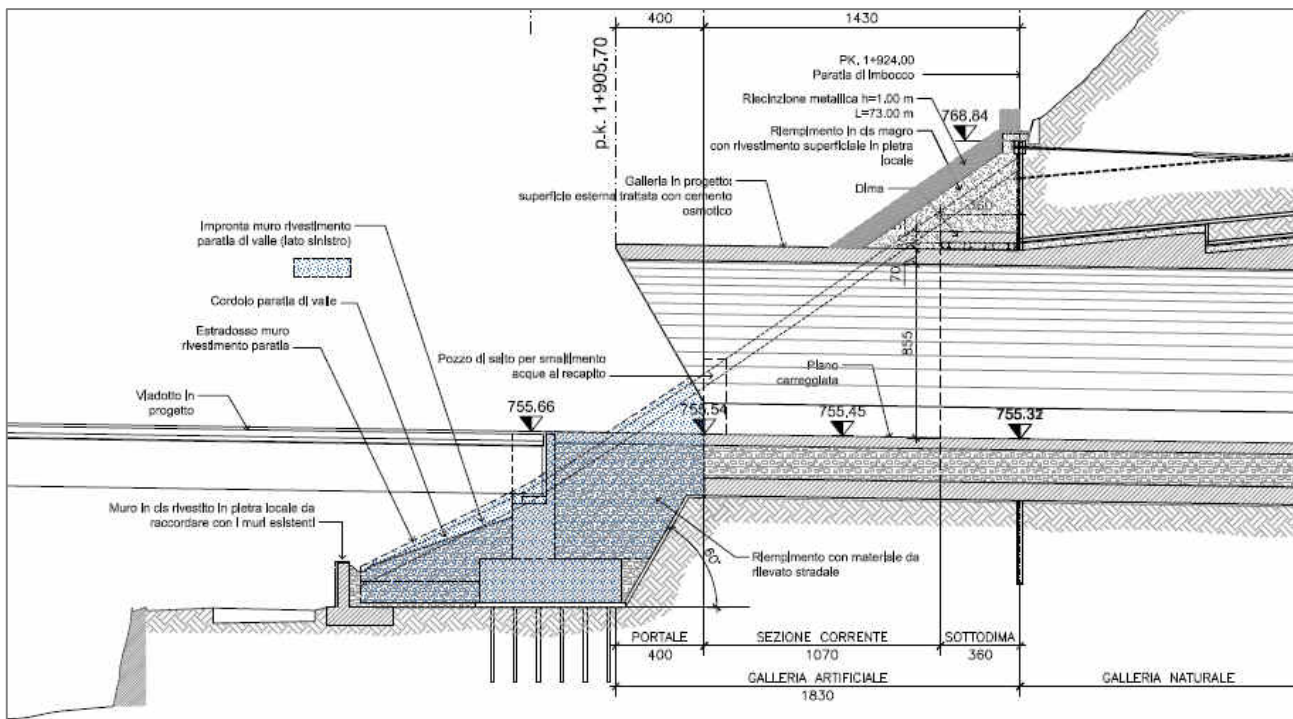 400
1430
p.k. 1+905,70
PK. 1+924,00
Paratia di imbocco
Recinzione metallica h=1.00 m
L=73.00 m
768,84
Riempimento in cls magro
con rivestimento superficiale in pietra
locale
Galleria in progetto:
superficie esterna trattata con cemento
osmotico
Dima
360
Impronta muro rivestimento
paratia di valle (lato sinistro)
70
Cordolo paratia di valle
Estradosso muro
rivestimento paratia
855
Pozzo di salto per smaltimento
acque al recapito
Piano
carreggiata
Viadotto in
progetto
755,66
755,54
755,45
755,32
Muro in cls rivestito in pietra locale da
raccordare con i muri esistenti
Riempimento con materiale da
rilevato stradale
60°
PORTALE
SEZIONE CORRENTE
SOTTODIMA
400
1070
360
GALLERIA ARTIFICIALE
GALLERIA NATURALE
1830